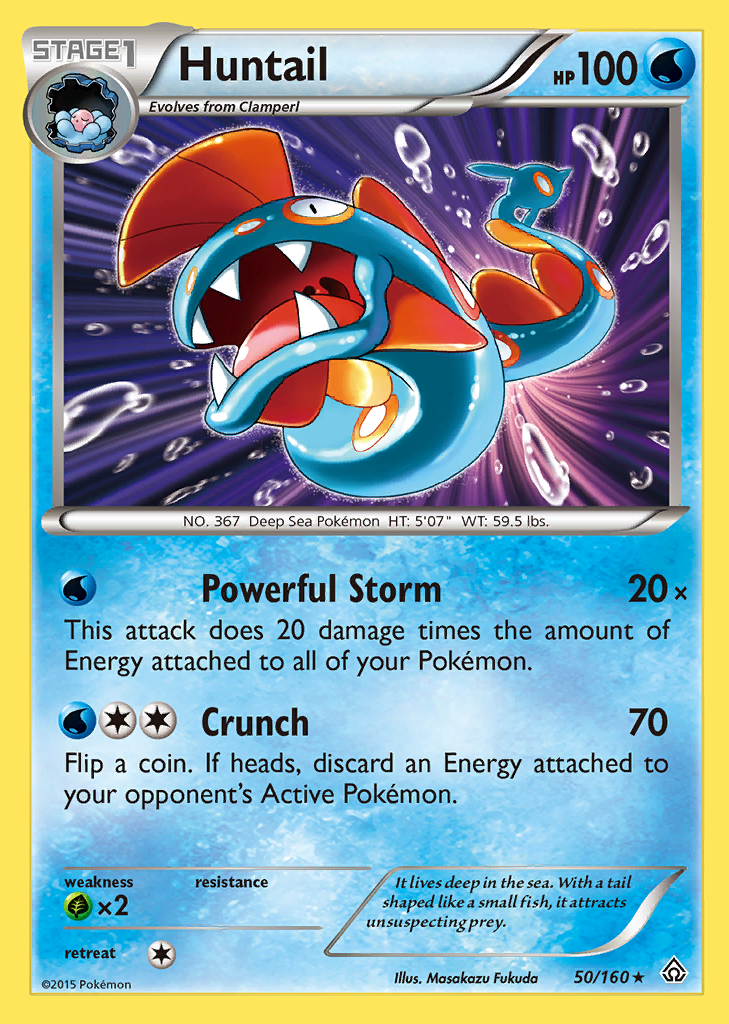 STAGE1
Huntail
HP100
Evolves from Clamperl
NO. 367 Deep Sea Pokémon HT: 5'07" WT: 59.5 lbs.
Powerful Storm 20×
This attack does 20 damage times the amount of
Energy attached to all of your Pokémon.
Crunch 70
Flip a coin. If heads, discard an Energy attached to
your opponent's Active Pokémon.
weakness resistance
×2
retreat
It lives deep in the sea. With a tail
shaped like a small fish, it attracts
unsuspecting prey.
©2015 Pokémon
Illus. Masakazu Fukuda
50/160★